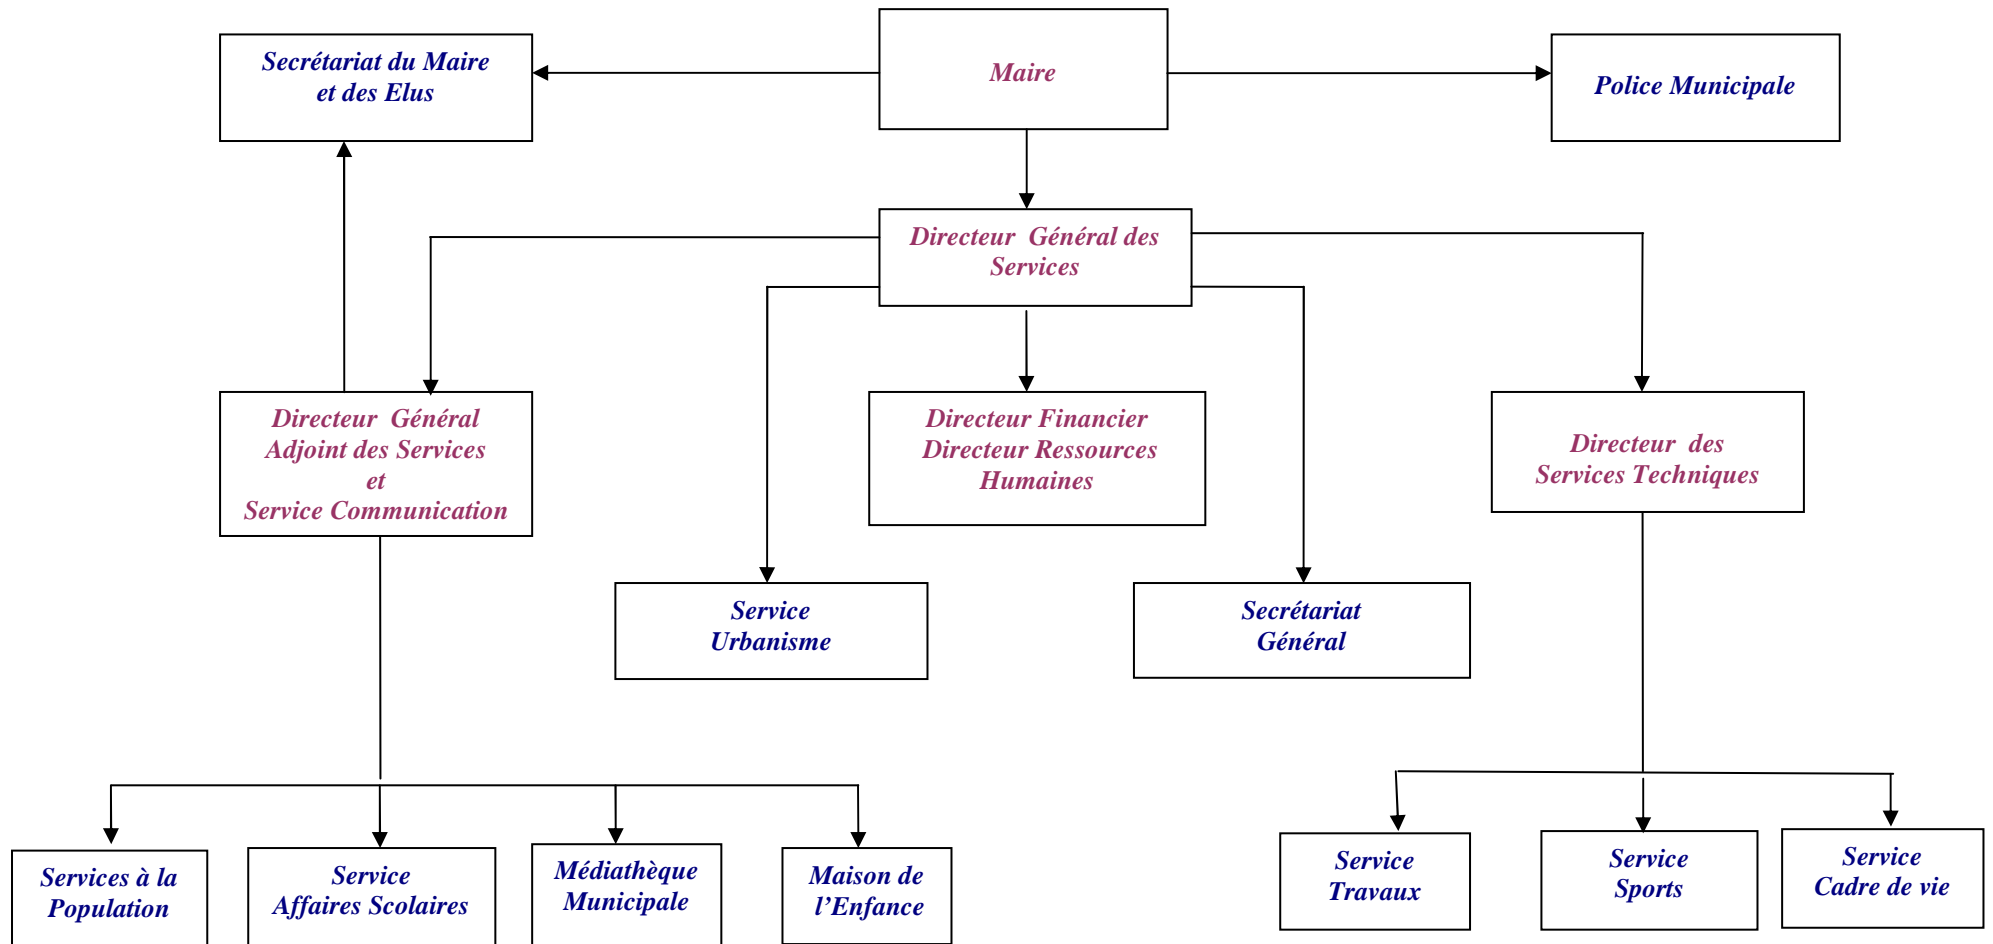 Secrétariat du Maire
et des Elus
Maire
Police Municipale
Directeur Général des
Services
Directeur Général
Adjoint des Services
et
Service Communication
Directeur Financier
Directeur Ressources
Humaines
Directeur des
Services Techniques
Service
Urbanisme
Secrétariat
Général
Services à la
Population
Service
Affaires Scolaires
Médiathèque
Municipale
Maison de
l'Enfance
Service
Travaux
Service
Sports
Service
Cadre de vie